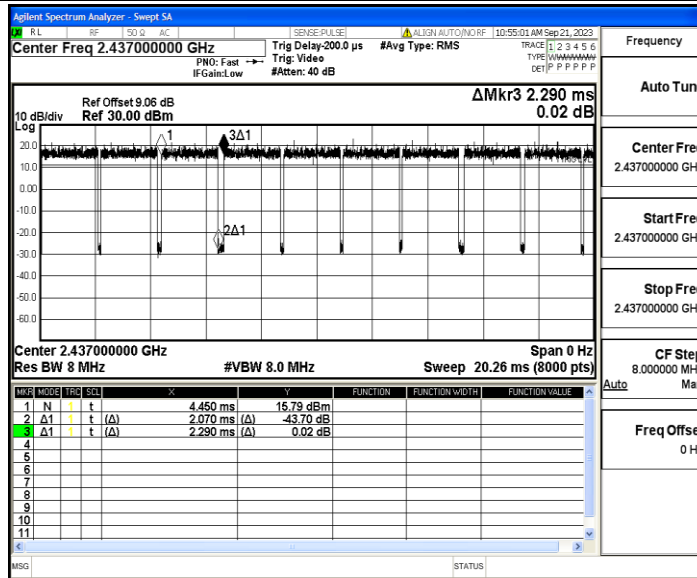 Agilent Spectrum Analyzer - Swept SA
RL RF 50 Ω AC SENSE:PULSE ALIGN AUTO/NO RF 10:55:01 AM Sep 21, 2023
Center Freq 2.437000000 GHz
PNO: Fast
IFGain:Low
Trig Delay-200.0 µs
Trig: Video
#Atten: 40 dB
#Avg Type: RMS
TRACE 1 2 3 4 5 6
TYPE
DET P P P P P P
ΔMkr3 2.290 ms
0.02 dB
Ref Offset 9.06 dB
10 dB/div Ref 30.00 dBm
Log
1
3Δ1
2Δ1
20.0
10.0
0.00
-10.0
-20.0
-30.0
-40.0
-50.0
-60.0
Center 2.437000000 GHz Span 0 Hz
Res BW 8 MHz #VBW 8.0 MHz Sweep 20.26 ms (8000 pts)
MKR MODE TRC SCL X Y FUNCTION FUNCTION WIDTH FUNCTION VALUE
1 N 1 t 4.450 ms 15.79 dBm
2 Δ1 1 t (Δ) 2.070 ms (Δ) -43.70 dB
3 Δ1 1 t (Δ) 2.290 ms (Δ) 0.02 dB
4
5
6
7
8
9
10
11
MSG STATUS
Frequency
Auto Tun
Center Fre
2.437000000 GH
Start Fre
2.437000000 GH
Stop Fre
2.437000000 GH
CF Step
8.000000 MH
Auto Ma
Freq Offse
0 H